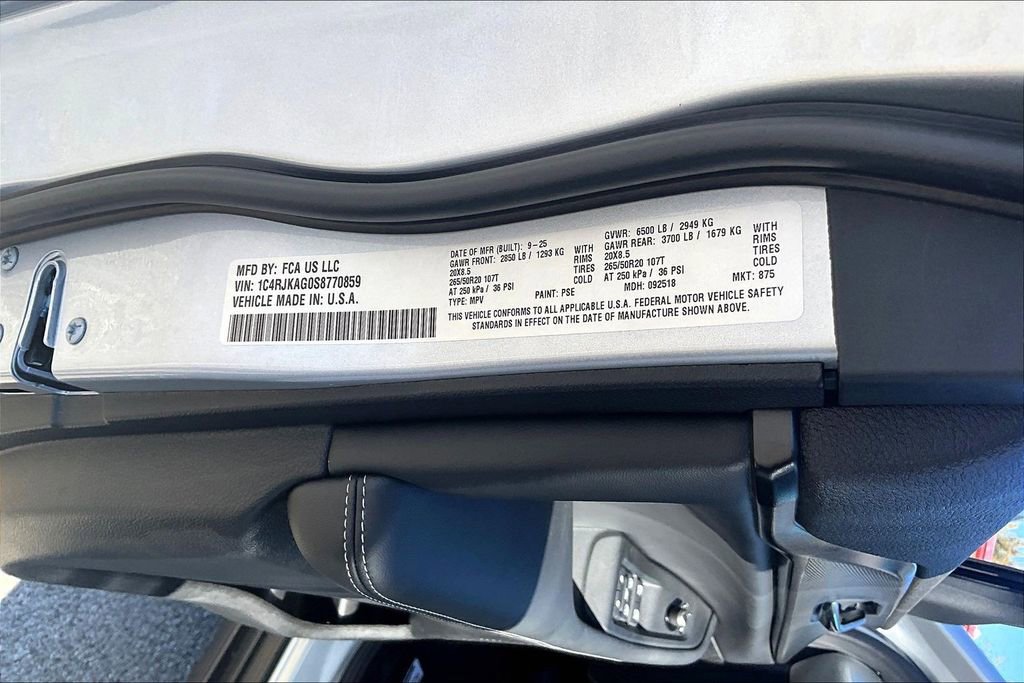 MFD BY: FCA US LLC
VIN: 1C4RJKAG0S8770859
VEHICLE MADE IN: U.S.A.
DATE OF MFR (BUILT): 9-25
GAWR FRONT: 2850 LB / 1293 KG WITH
20X8.5 RIMS
265/50R20 107T TIRES
AT 250 kPa / 36 PSI COLD
TYPE: MPV PAINT: PSE
GVWR: 6500 LB / 2949 KG
GAWR REAR: 3700 LB / 1679 KG WITH
20X8.5 RIMS
265/50R20 107T TIRES
AT 250 kPa / 36 PSI COLD
MDH: 092518 MKT: 875
THIS VEHICLE CONFORMS TO ALL APPLICABLE U.S.A. FEDERAL MOTOR VEHICLE SAFETY
STANDARDS IN EFFECT ON THE DATE OF MANUFACTURE SHOWN ABOVE.